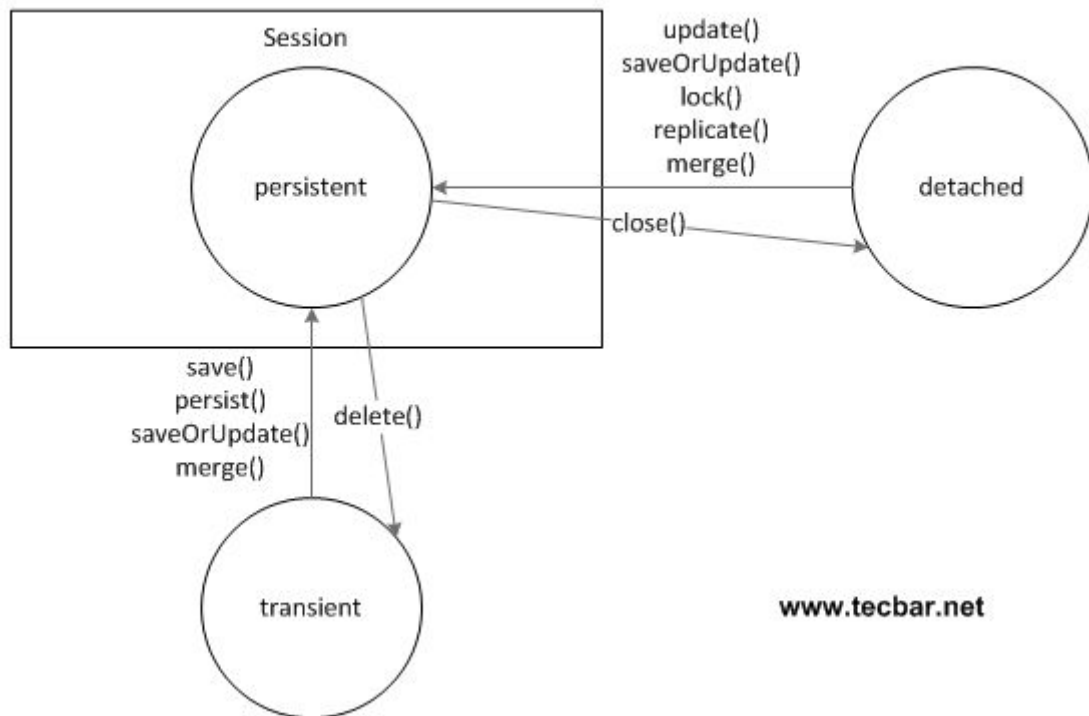 Session
persistent
update()
saveOrUpdate()
lock()
replicate()
merge()
detached
close()
save()
persist()
saveOrUpdate()
merge()
delete()
transient
www.tecbar.net